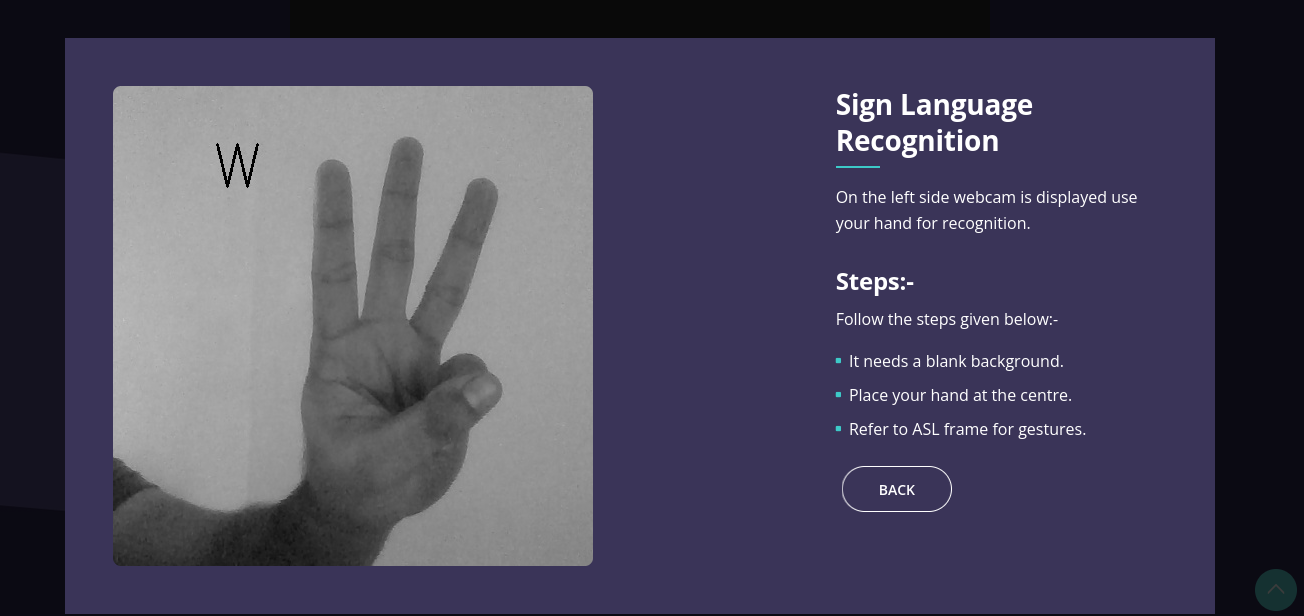 W
Sign Language
Recognition
On the left side webcam is displayed use
your hand for recognition.
Steps:-
Follow the steps given below:-
It needs a blank background.
Place your hand at the centre.
Refer to ASL frame for gestures.
BACK